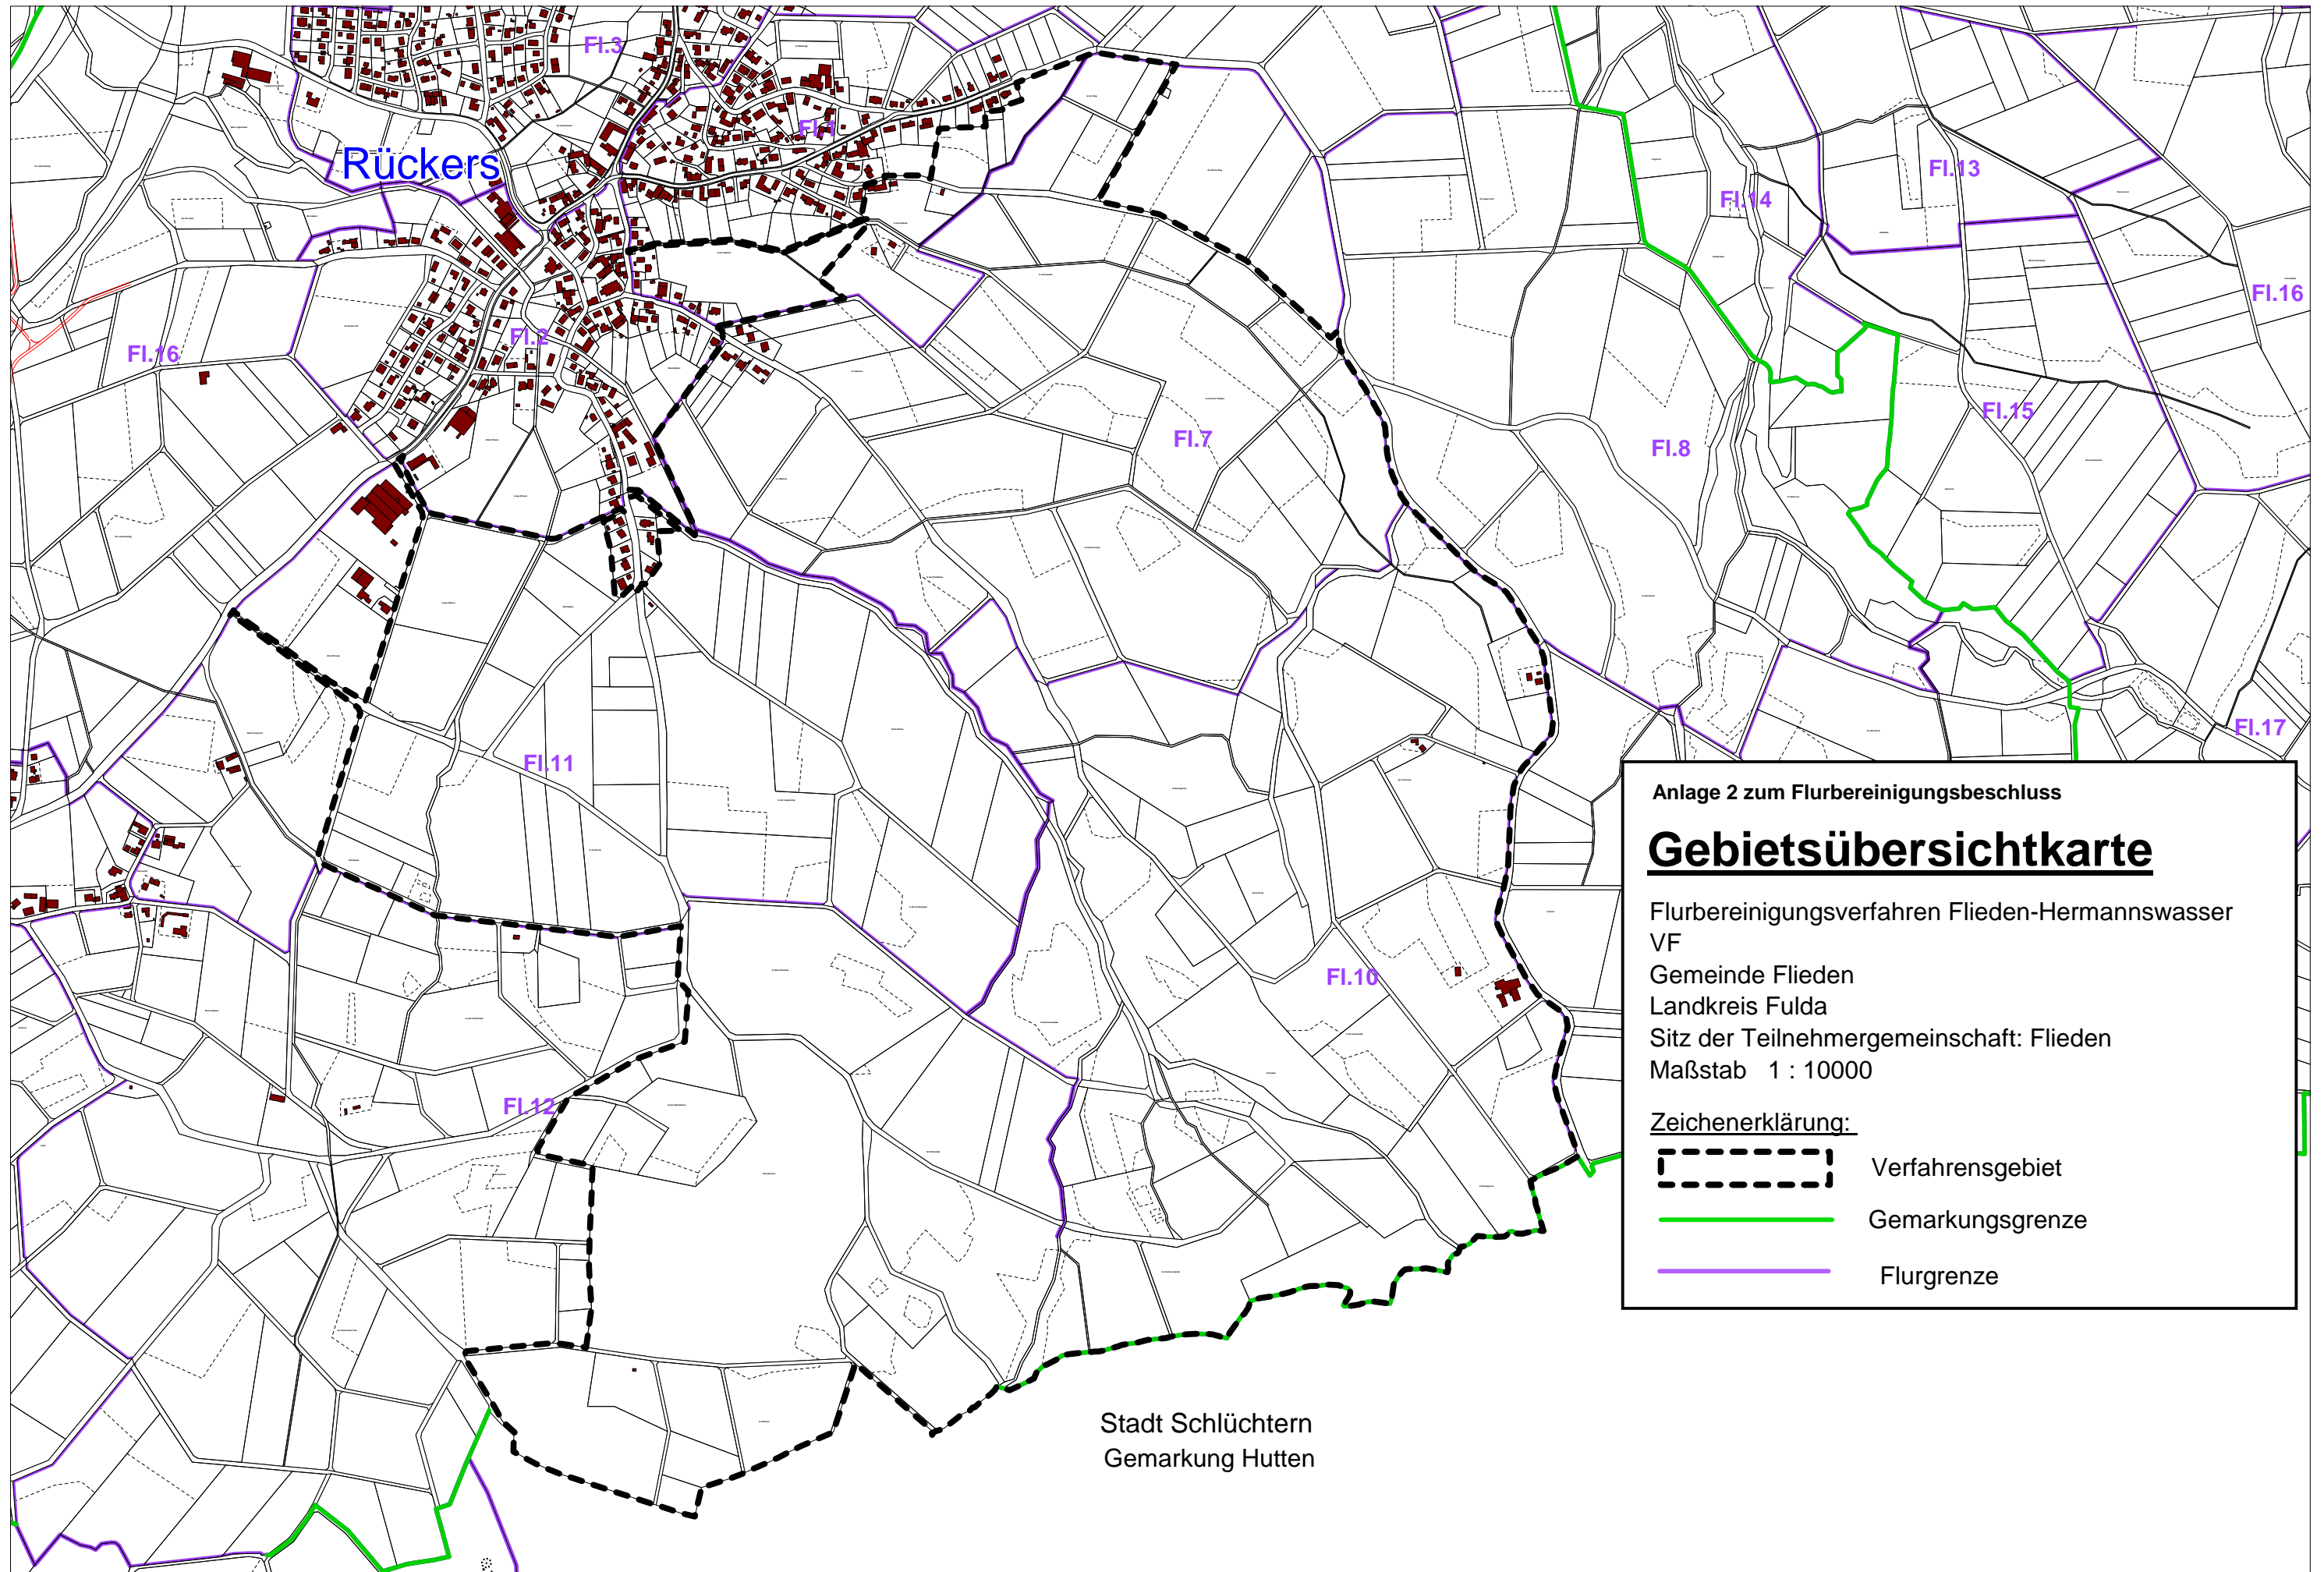 Fl.3
Fl.1
Rückers
Fl.13
Fl.14
Fl.16
Fl.2
Fl.16
Fl.15
Fl.7
Fl.8
Fl.17
Fl.11
Fl.10
Fl.12
Anlage 2 zum Flurbereinigungsbeschluss
Gebietsübersichtkarte
Flurbereinigungsverfahren Flieden-Hermannswasser
VF
Gemeinde Flieden
Landkreis Fulda
Sitz der Teilnehmergemeinschaft: Flieden
Maßstab 1 : 10000
Zeichenerklärung:
Verfahrensgebiet
Gemarkungsgrenze
Flurgrenze
Stadt Schlüchtern
Gemarkung Hutten